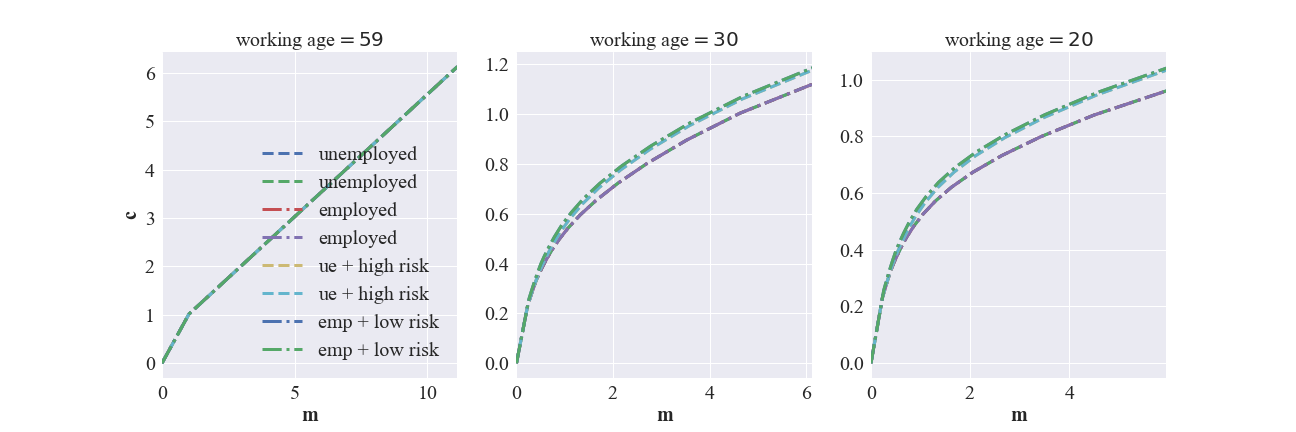 working age = 59
working age = 30
working age = 20
c
6
5
4
3
2
1
0
0
5
10
m
unemployed
unemployed
employed
employed
ue + high risk
ue + high risk
emp + low risk
emp + low risk
1.2
1.0
0.8
0.6
0.4
0.2
0.0
0
2
4
6
m
1.0
0.8
0.6
0.4
0.2
0.0
0
2
4
m